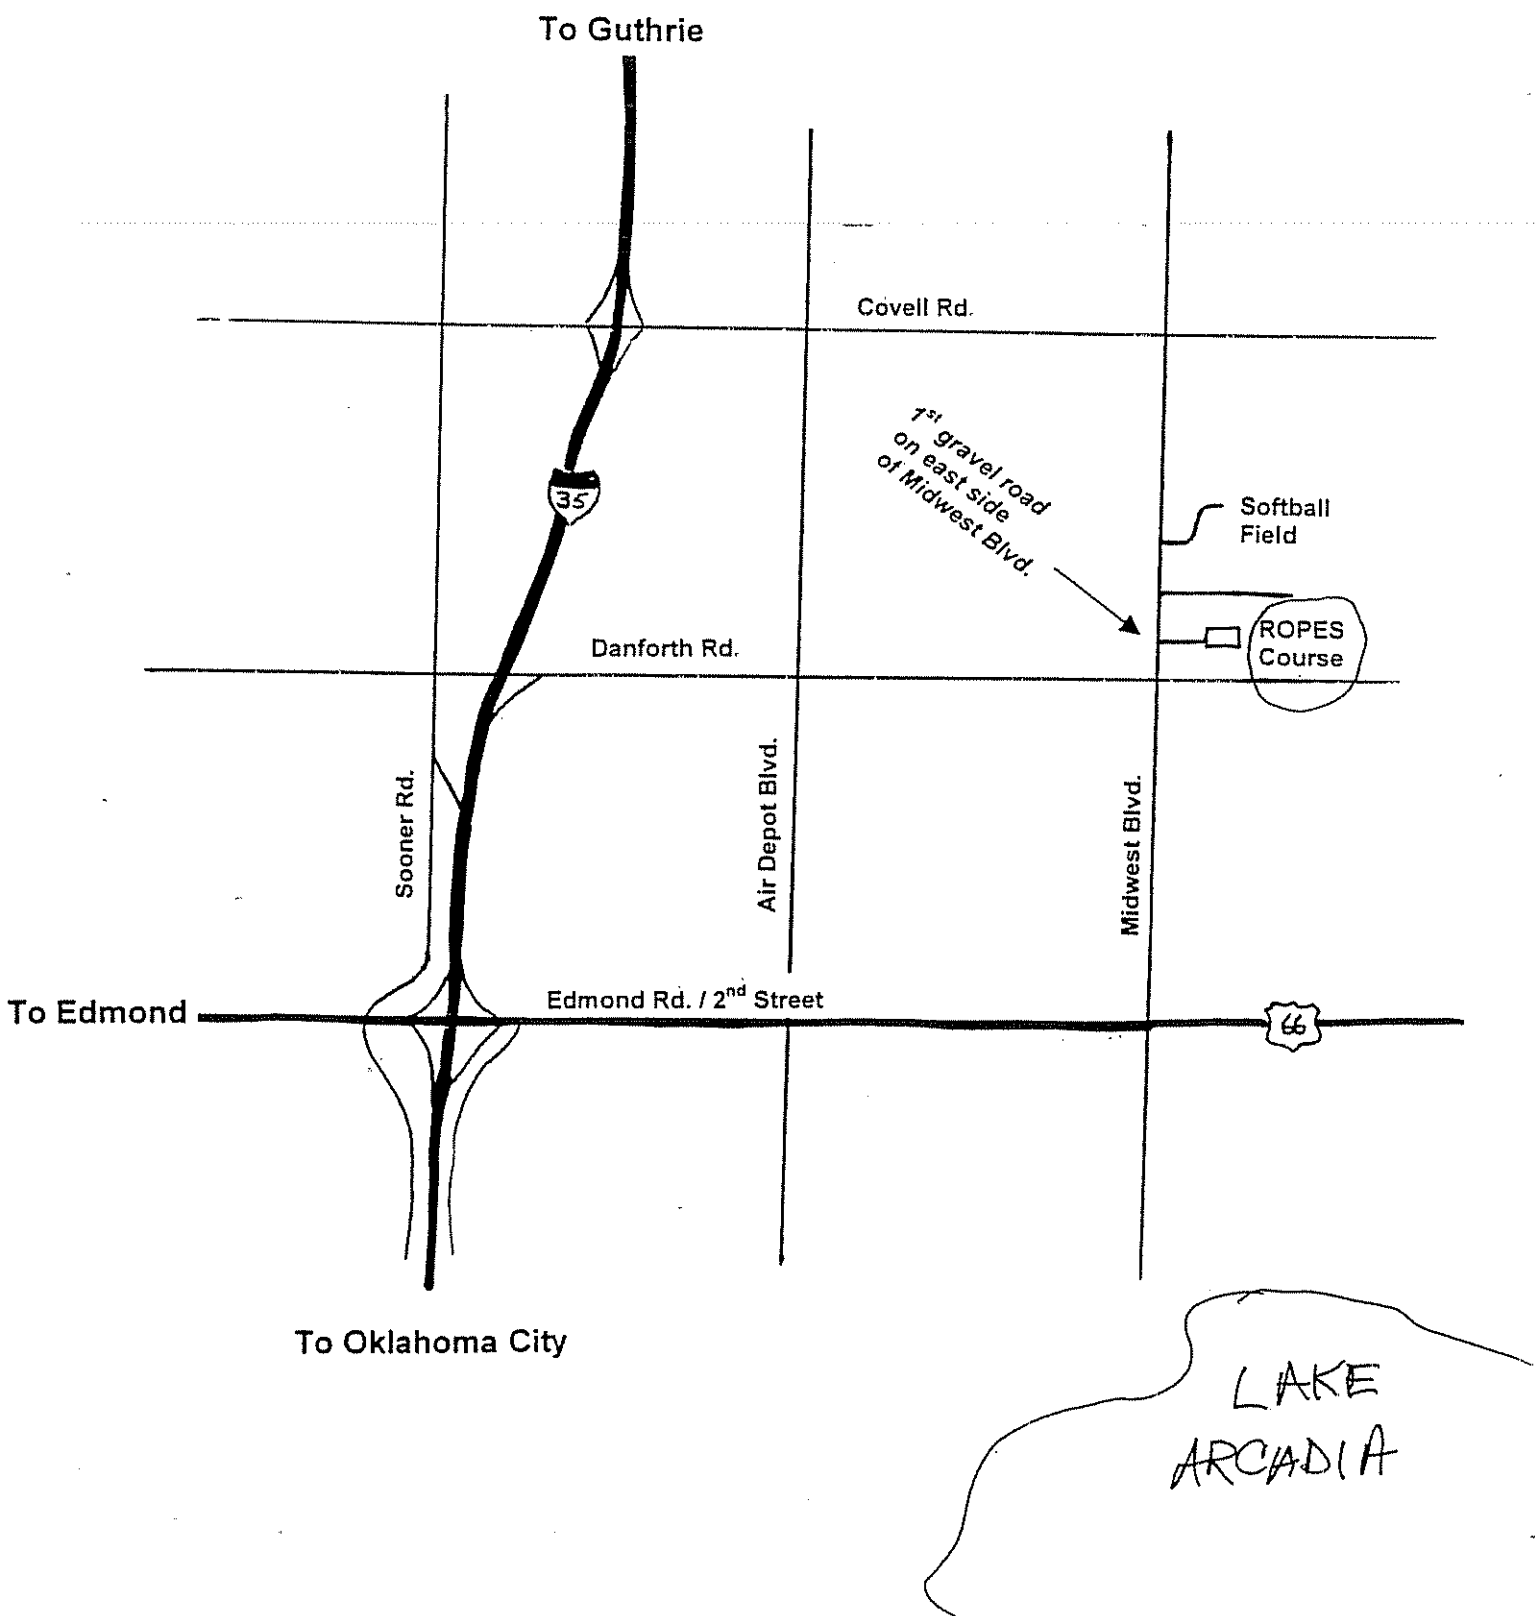 To Guthrie
Covell Rd.
1st gravel road
on east side
of Midwest Blvd.
35
Softball
Field
ROPES
Course
Danforth Rd.
Sooner Rd.
Air Depot Blvd.
Midwest Blvd.
To Edmond
Edmond Rd. / 2nd Street
66
To Oklahoma City
LAKE
ARCADIA